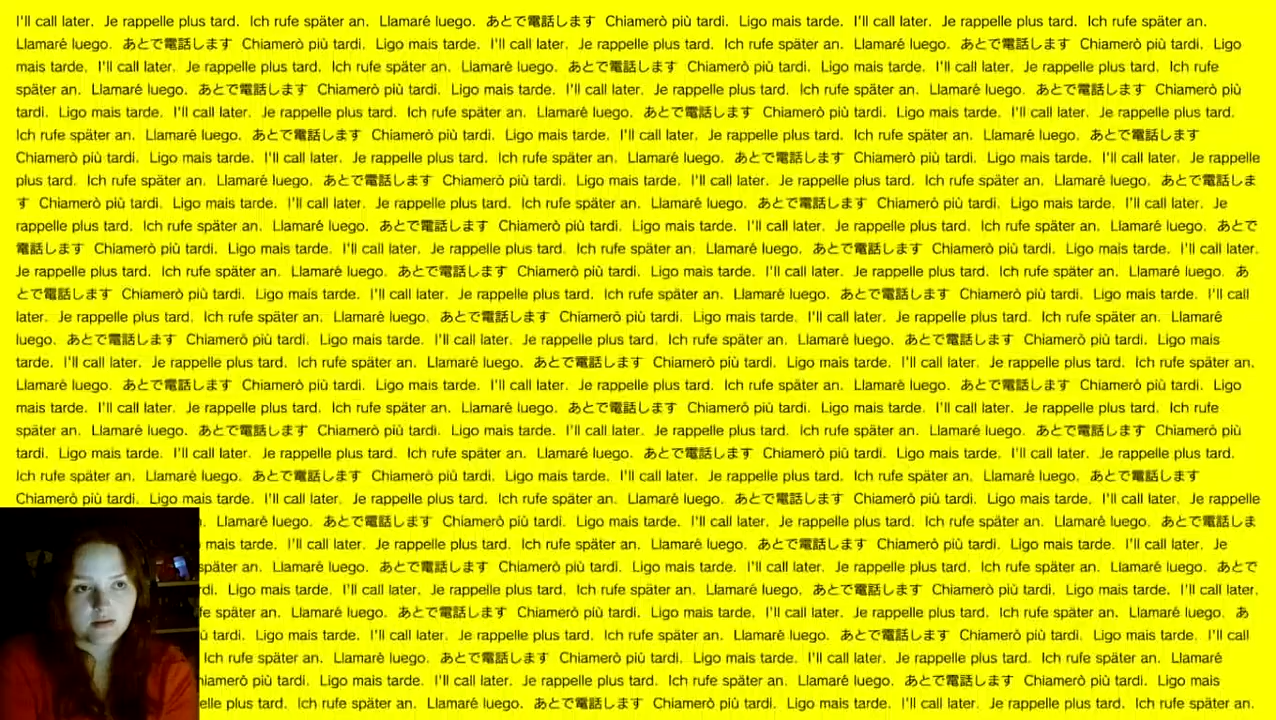 I'll call later. Je rappelle plus tard. Ich rufe später an. Llamaré luego. あとで電話します Chiamerò più tardi. Ligo mais tarde. I'll call later. Je rappelle plus tard. Ich rufe später an.
Llamaré luego. あとで電話します Chiamerò più tardi. Ligo mais tarde. I'll call later. Je rappelle plus tard. Ich rufe später an. Llamaré luego. あとで電話します Chiamerò più tardi. Ligo
mais tarde. I'll call later. Je rappelle plus tard. Ich rufe später an. Llamaré luego. あとで電話します Chiamerò più tardi. Ligo mais tarde. I'll call later. Je rappelle plus tard. Ich rufe
später an. Llamaré luego. あとで電話します Chiamerò più tardi. Ligo mais tarde. I'll call later. Je rappelle plus tard. Ich rufe später an. Llamaré luego. あとで電話します Chiamerò più
tardi. Ligo mais tarde. I'll call later. Je rappelle plus tard. Ich rufe später an. Llamaré luego. あとで電話します Chiamerò più tardi. Ligo mais tarde. I'll call later. Je rappelle plus tard.
Ich rufe später an. Llamaré luego. あとで電話します Chiamerò più tardi. Ligo mais tarde. I'll call later. Je rappelle plus tard. Ich rufe später an. Llamaré luego. あとで電話します
Chiamerò più tardi. Ligo mais tarde. I'll call later. Je rappelle plus tard. Ich rufe später an. Llamaré luego. あとで電話します Chiamerò più tardi. Ligo mais tarde. I'll call later. Je rappelle
plus tard. Ich rufe später an. Llamaré luego. あとで電話します Chiamerò più tardi. Ligo mais tarde. I'll call later. Je rappelle plus tard. Ich rufe später an. Llamaré luego. あとで電話しま
す Chiamerò più tardi. Ligo mais tarde. I'll call later. Je rappelle plus tard. Ich rufe später an. Llamaré luego. あとで電話します Chiamerò più tardi. Ligo mais tarde. I'll call later. Je
rappelle plus tard. Ich rufe später an. Llamaré luego. あとで電話します Chiamerò più tardi. Ligo mais tarde. I'll call later. Je rappelle plus tard. Ich rufe später an. Llamaré luego. あとで
電話します Chiamerò più tardi. Ligo mais tarde. I'll call later. Je rappelle plus tard. Ich rufe später an. Llamaré luego. あとで電話します Chiamerò più tardi. Ligo mais tarde. I'll call later.
Je rappelle plus tard. Ich rufe später an. Llamaré luego. あとで電話します Chiamerò più tardi. Ligo mais tarde. I'll call later. Je rappelle plus tard. Ich rufe später an. Llamaré luego. あ
とで電話します Chiamerò più tardi. Ligo mais tarde. I'll call later. Je rappelle plus tard. Ich rufe später an. Llamaré luego. あとで電話します Chiamerò più tardi. Ligo mais tarde. I'll call
later. Je rappelle plus tard. Ich rufe später an. Llamaré luego. あとで電話します Chiamerò più tardi. Ligo mais tarde. I'll call later. Je rappelle plus tard. Ich rufe später an. Llamaré
luego. あとで電話します Chiamerò più tardi. Ligo mais tarde. I'll call later. Je rappelle plus tard. Ich rufe später an. Llamaré luego. あとで電話します Chiamerò più tardi. Ligo mais
tarde. I'll call later. Je rappelle plus tard. Ich rufe später an. Llamaré luego. あとで電話します Chiamerò più tardi. Ligo mais tarde. I'll call later. Je rappelle plus tard. Ich rufe später an.
Llamaré luego. あとで電話します Chiamerò più tardi. Ligo mais tarde. I'll call later. Je rappelle plus tard. Ich rufe später an. Llamaré luego. あとで電話します Chiamerò più tardi. Ligo
mais tarde. I'll call later. Je rappelle plus tard. Ich rufe später an. Llamaré luego. あとで電話します Chiamerò più tardi. Ligo mais tarde. I'll call later. Je rappelle plus tard. Ich rufe
später an. Llamaré luego. あとで電話します Chiamerò più tardi. Ligo mais tarde. I'll call later. Je rappelle plus tard. Ich rufe später an. Llamaré luego. あとで電話します Chiamerò più
tardi. Ligo mais tarde. I'll call later. Je rappelle plus tard. Ich rufe später an. Llamaré luego. あとで電話します Chiamerò più tardi. Ligo mais tarde. I'll call later. Je rappelle plus tard.
Ich rufe später an. Llamaré luego. あとで電話します Chiamerò più tardi. Ligo mais tarde. I'll call later. Je rappelle plus tard. Ich rufe später an. Llamaré luego. あとで電話します
Chiamerò più tardi. Ligo mais tarde. I'll call later. Je rappelle plus tard. Ich rufe später an. Llamaré luego. あとで電話します Chiamerò più tardi. Ligo mais tarde. I'll call later. Je rappelle
Llamaré luego. あとで電話します Chiamerò più tardi. Ligo mais tarde. I'll call later. Je rappelle plus tard. Ich rufe später an. Llamaré luego. あとで電話しま
mais tarde. I'll call later. Je rappelle plus tard. Ich rufe später an. Llamaré luego. あとで電話します Chiamerò più tardi. Ligo mais tarde. I'll call later. Je
später an. Llamaré luego. あとで電話します Chiamerò più tardi. Ligo mais tarde. I'll call later. Je rappelle plus tard. Ich rufe später an. Llamaré luego. あとで
Ligo mais tarde. I'll call later. Je rappelle plus tard. Ich rufe später an. Llamaré luego. あとで電話します Chiamerò più tardi. Ligo mais tarde. I'll call later.
später an. Llamaré luego. あとで電話します Chiamerò più tardi. Ligo mais tarde. I'll call later. Je rappelle plus tard. Ich rufe später an. Llamaré luego. あ
tardi. Ligo mais tarde. I'll call later. Je rappelle plus tard. Ich rufe später an. Llamaré luego. あとで電話します Chiamerò più tardi. Ligo mais tarde. I'll call
Ich rufe später an. Llamaré luego. あとで電話します Chiamerò più tardi. Ligo mais tarde. I'll call later. Je rappelle plus tard. Ich rufe später an. Llamaré
più tardi. Ligo mais tarde. I'll call later. Je rappelle plus tard. Ich rufe später an. Llamaré luego. あとで電話します Chiamerò più tardi. Ligo mais
plus tard. Ich rufe später an. Llamaré luego. あとで電話します Chiamerò più tardi. Ligo mais tarde. I'll call later. Je rappelle plus tard. Ich rufe später an.